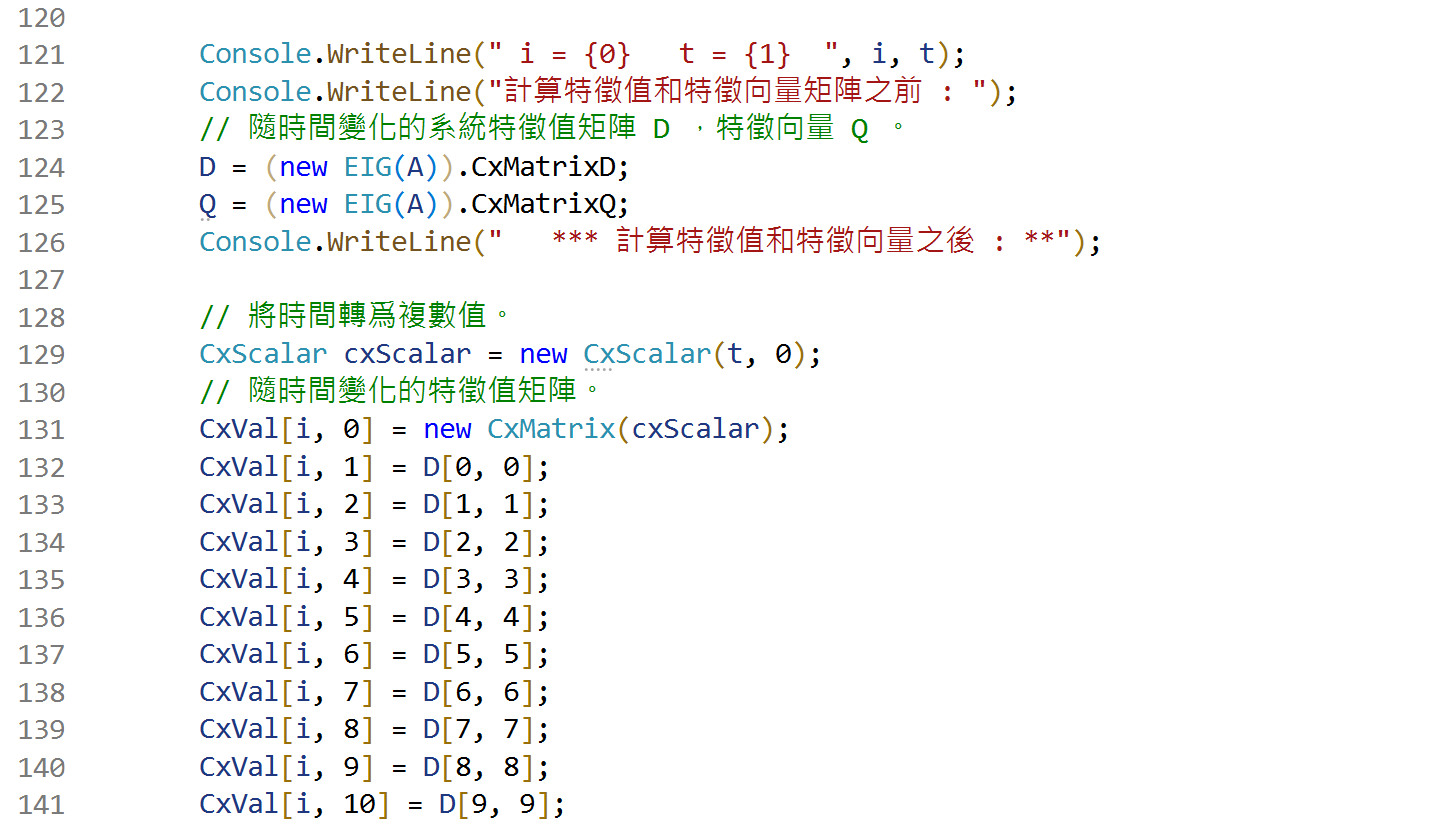 120
121 Console.WriteLine(" i = {0}   t = {1}  ", i, t);
122 Console.WriteLine("計算特徵值和特徵向量矩陣之前 : ");
123 // 隨時間變化的系統特徵值矩陣 D ，特徵向量 Q 。
124 D = (new EIG(A)).CxMatrixD;
125 Q = (new EIG(A)).CxMatrixQ;
126 Console.WriteLine("   *** 計算特徵值和特徵向量之後 : **");
127
128 // 將時間轉爲複數值。
129 CxScalar cxScalar = new CxScalar(t, 0);
130 // 隨時間變化的特徵值矩陣。
131 CxVal[i, 0] = new CxMatrix(cxScalar);
132 CxVal[i, 1] = D[0, 0];
133 CxVal[i, 2] = D[1, 1];
134 CxVal[i, 3] = D[2, 2];
135 CxVal[i, 4] = D[3, 3];
136 CxVal[i, 5] = D[4, 4];
137 CxVal[i, 6] = D[5, 5];
138 CxVal[i, 7] = D[6, 6];
139 CxVal[i, 8] = D[7, 7];
140 CxVal[i, 9] = D[8, 8];
141 CxVal[i, 10] = D[9, 9];